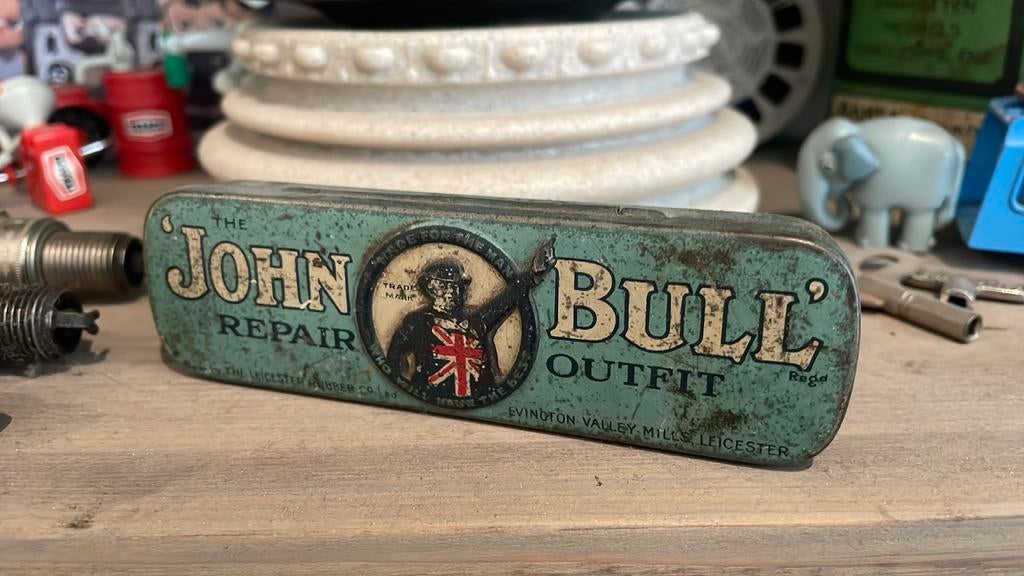 THE
'JOHN BULL'
REPAIR OUTFIT
Regd
TRADE
MARK
THE LEICESTER RUBBER CO Ltd
EVINGTON VALLEY MILLS, LEICESTER